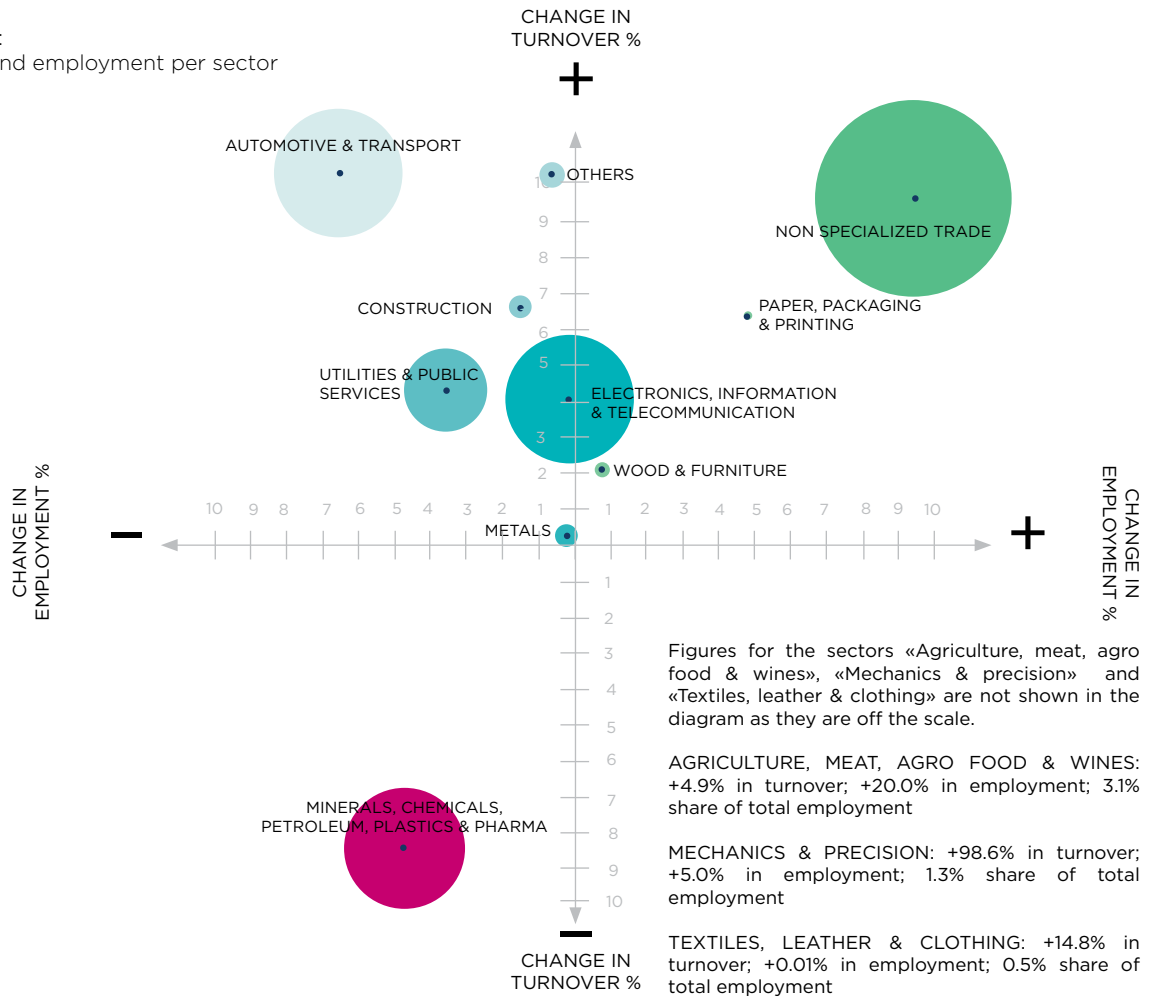 CHANGE IN
TURNOVER %
+
nd employment per sector
AUTOMOTIVE & TRANSPORT
OTHERS
NON SPECIALIZED TRADE
CONSTRUCTION
PAPER, PACKAGING
& PRINTING
UTILITIES & PUBLIC
SERVICES
ELECTRONICS, INFORMATION
& TELECOMMUNICATION
WOOD & FURNITURE
METALS
10
9
8
7
6
5
3
2
CHANGE IN
EMPLOYMENT %
−
10 9 8 7 6 5 4 3 2 1 1 2 3 4 5 6 7 8 9 10
+
CHANGE IN
EMPLOYMENT %
1
2
3
4
5
6
7
8
9
10
MINERALS, CHEMICALS,
PETROLEUM, PLASTICS & PHARMA
−
CHANGE IN
TURNOVER %
Figures for the sectors «Agriculture, meat, agro
food & wines», «Mechanics & precision» and
«Textiles, leather & clothing» are not shown in the
diagram as they are off the scale.
AGRICULTURE, MEAT, AGRO FOOD & WINES:
+4.9% in turnover; +20.0% in employment; 3.1%
share of total employment
MECHANICS & PRECISION: +98.6% in turnover;
+5.0% in employment; 1.3% share of total
employment
TEXTILES, LEATHER & CLOTHING: +14.8% in
turnover; +0.01% in employment; 0.5% share of
total employment